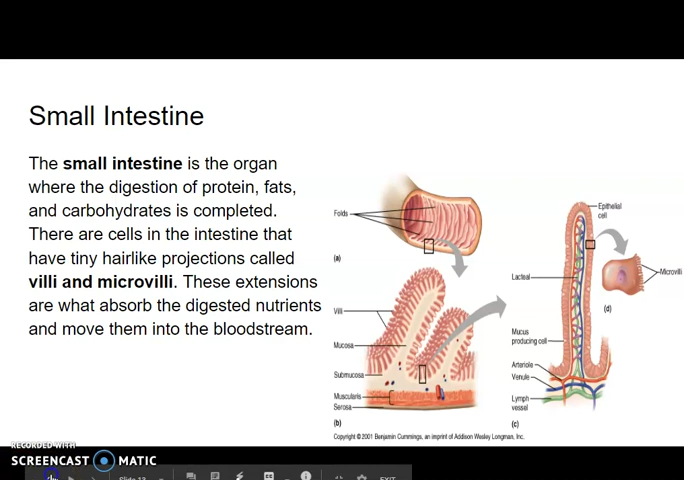 Small Intestine
The small intestine is the organ
where the digestion of protein, fats,
and carbohydrates is completed.
There are cells in the intestine that
have tiny hairlike projections called
villi and microvilli. These extensions
are what absorb the digested nutrients
and move them into the bloodstream.
Folds
(a)
Villi
Mucosa
Submucosa
Muscularis
Serosa
(b)
Epithelial
cell
Lacteal
Microvilli
(d)
Mucus
producing cell
Arteriole
Venule
Lymph
vessel
(c)
Copyright © 2001 Benjamin Cummings, an imprint of Addison Wesley Longman, Inc.
RECORDED WITH
SCREENCAST MATIC
Slide 13
EXIT